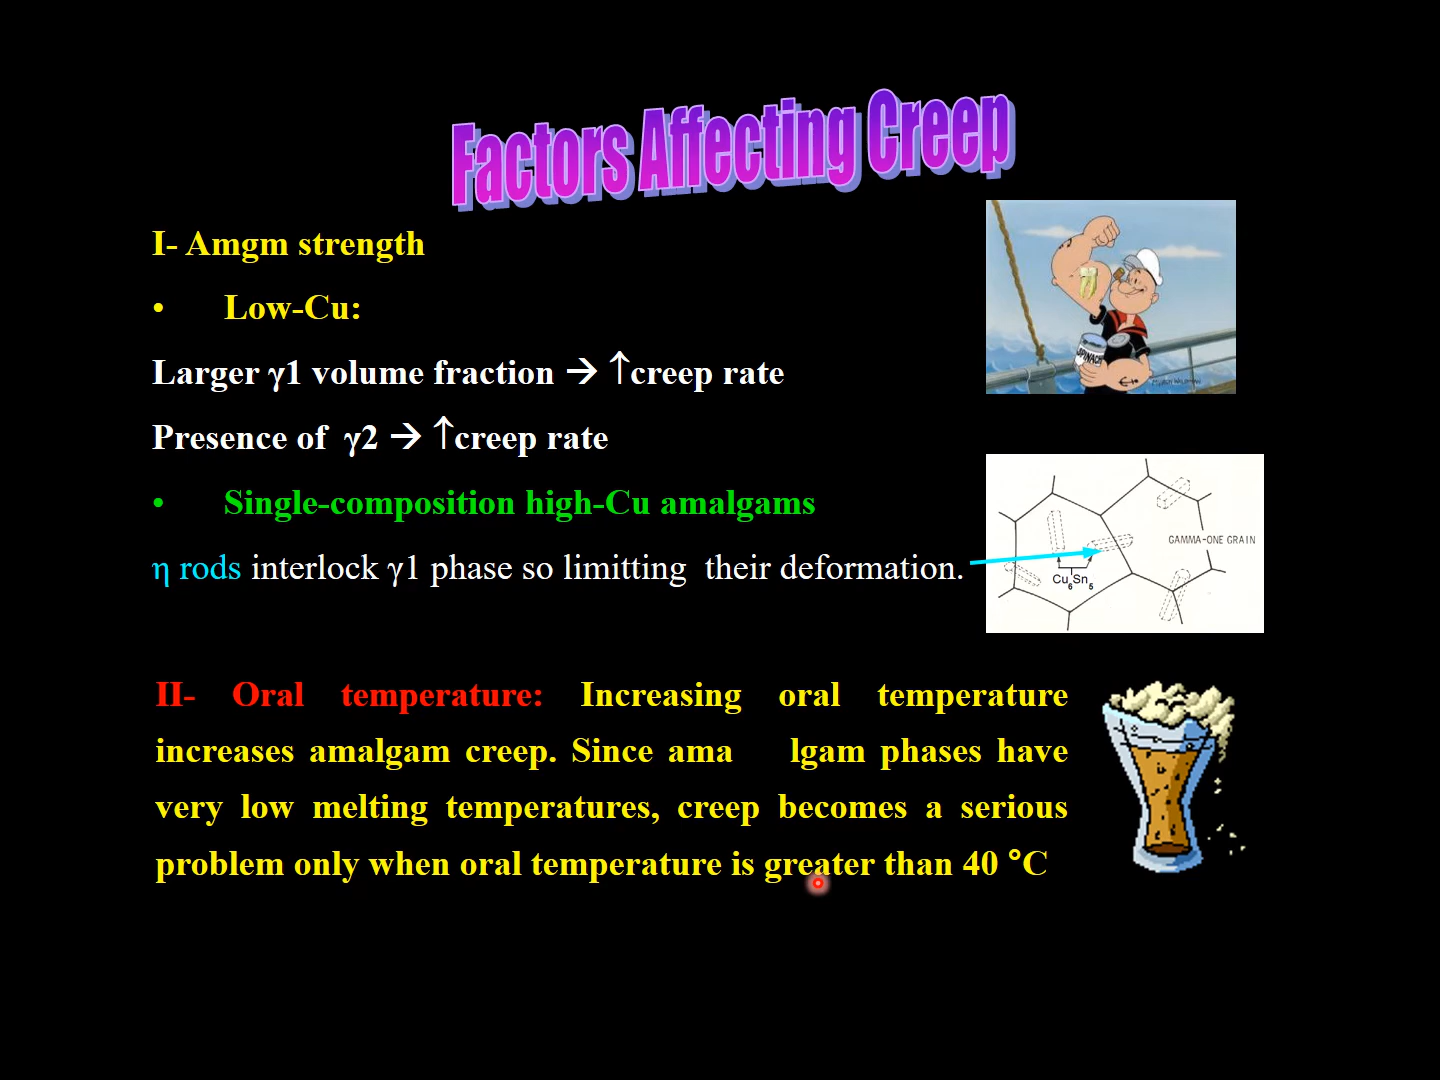 Factors Affecting Creep
I- Amgm strength
• Low-Cu:
Larger γ1 volume fraction → ↑creep rate
Presence of γ2 → ↑creep rate
• Single-composition high-Cu amalgams
η rods interlock γ1 phase so limitting their deformation.
SPINACH
GAMMA-ONE GRAIN
Cu6Sn5
II- Oral temperature: Increasing oral temperature
increases amalgam creep. Since ama lgam phases have
very low melting temperatures, creep becomes a serious
problem only when oral temperature is greater than 40 °C